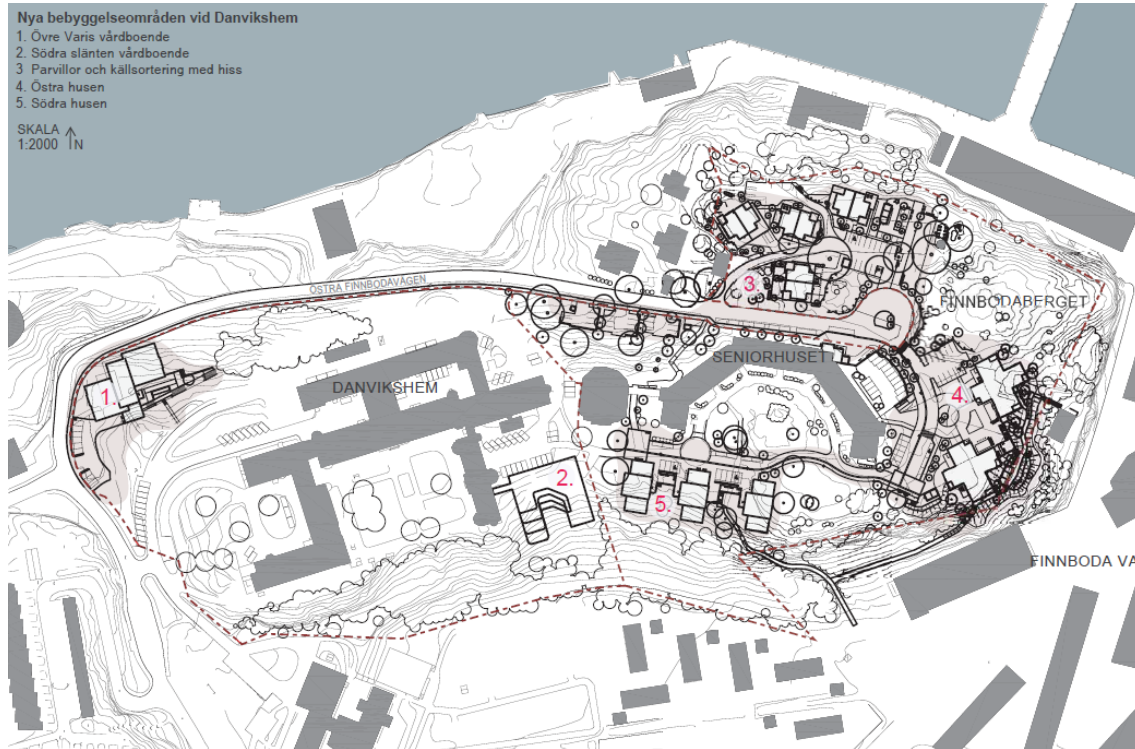 Nya bebyggelseområden vid Danvikshem
1. Övre Varis vårdboende
2. Södra slänten vårdboende
3 Parvillor och källsortering med hiss
4. Östra husen
5. Södra husen
SKALA
1:2000 N
ÖSTRA FINNBODAVÄGEN
3.
FINNBODABERGET
SENIORHUSET
DANVIKSHEM
1.
4.
2.
5.
FINNBODA VA